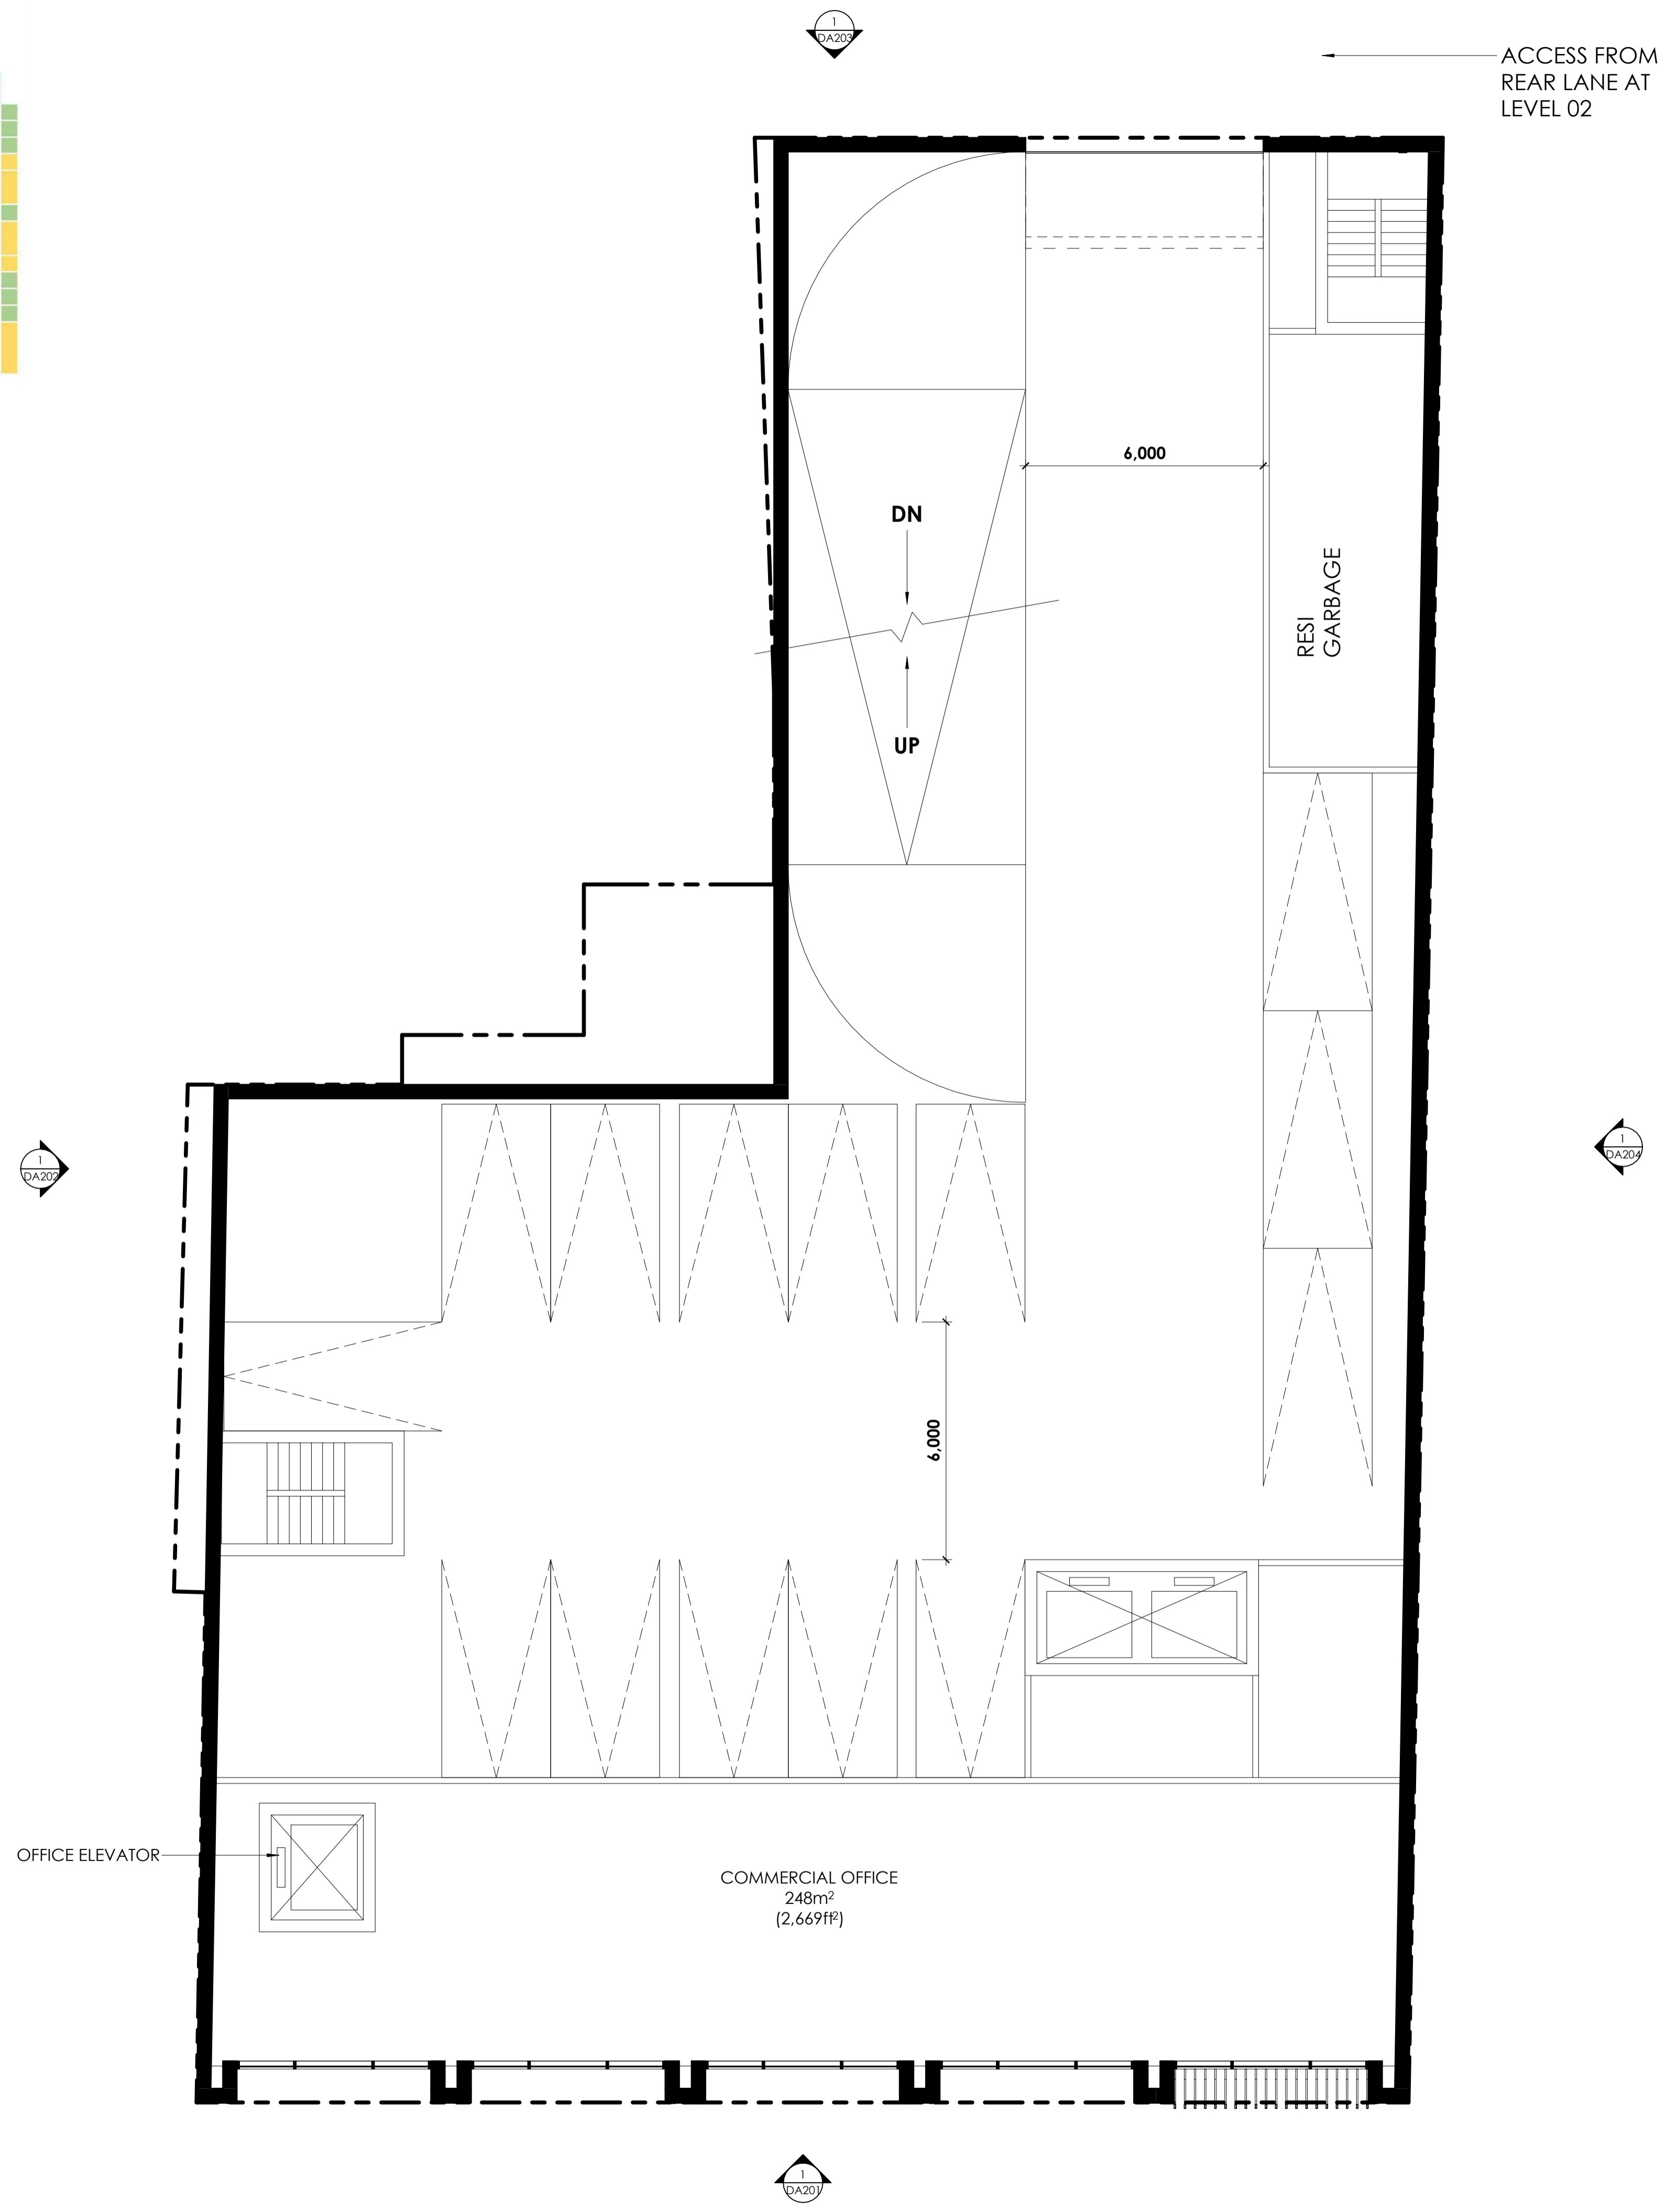 1
DA203
ACCESS FROM
REAR LANE AT
LEVEL 02
6,000
DN
UP
RESI
GARBAGE
1
DA202
1
DA204
6,000
OFFICE ELEVATOR
COMMERCIAL OFFICE
248m²
(2,669ft²)
1
DA201